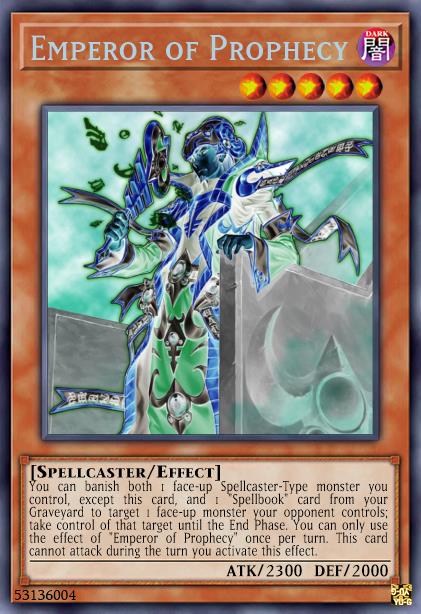 EMPEROR OF PROPHECY
DARK
闇
[SPELLCASTER/EFFECT]
You can banish both 1 face-up Spellcaster-Type monster you
control, except this card, and 1 "Spellbook" card from your
Graveyard to target 1 face-up monster your opponent controls;
take control of that target until the End Phase. You can only use
the effect of "Emperor of Prophecy" once per turn. This card
cannot attack during the turn you activate this effect.
ATK/2300 DEF/2000
53136004